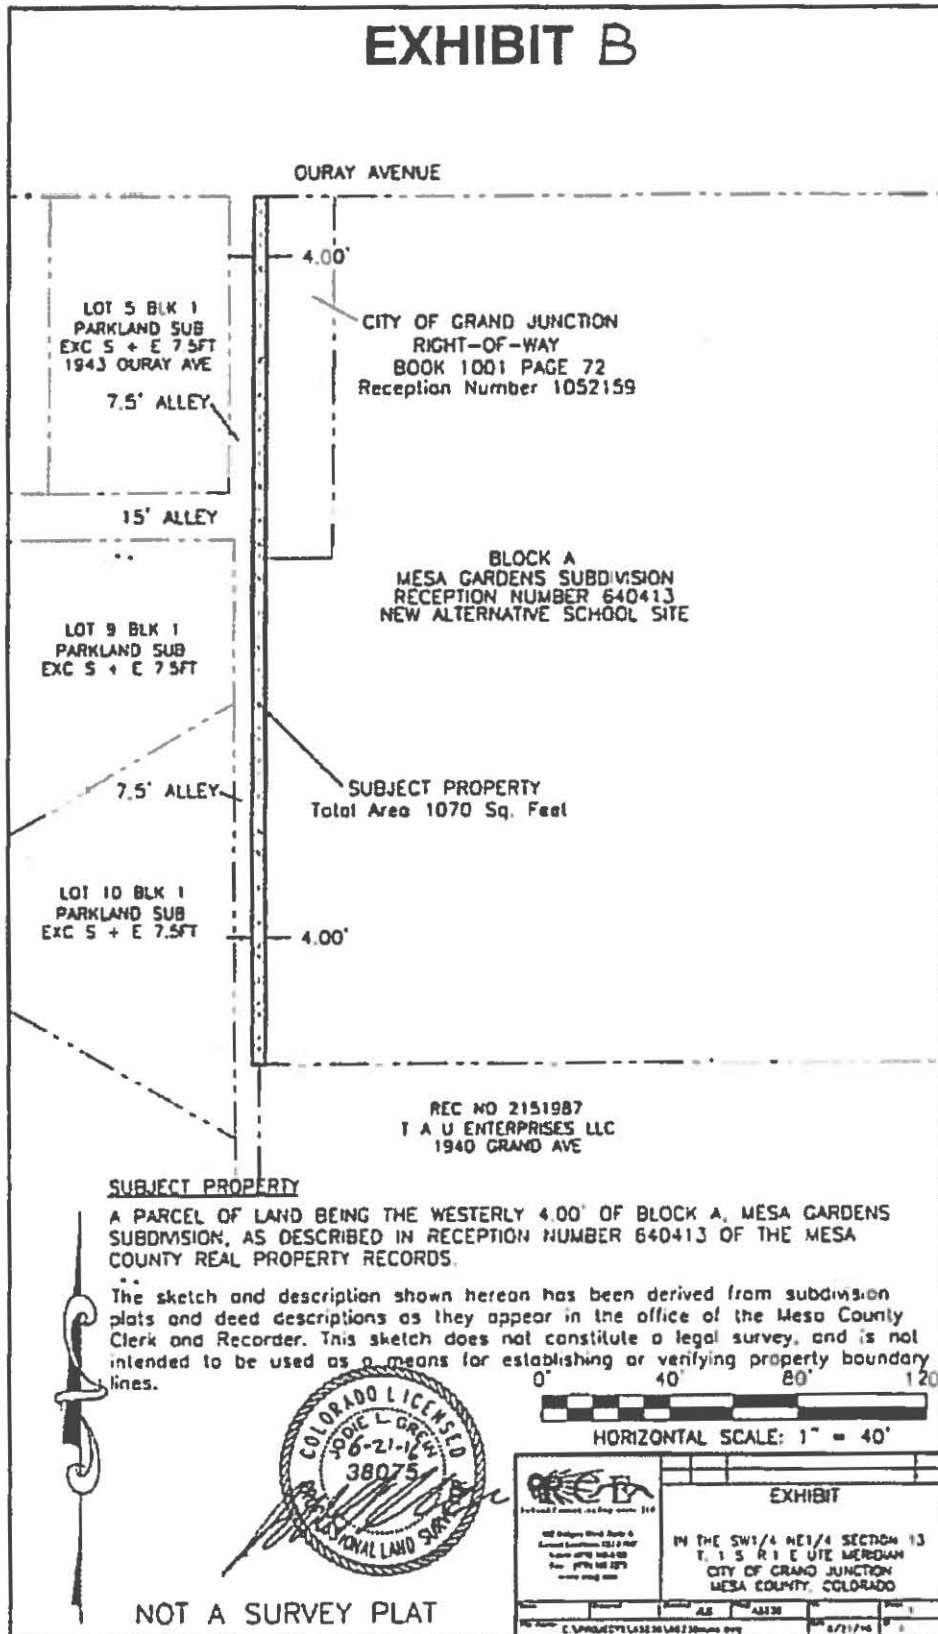 EXHIBIT B
OURAY AVENUE
4.00'
LOT 5 BLK 1
PARKLAND SUB
EXC S + E 7.5FT
1943 OURAY AVE
CITY OF GRAND JUNCTION
RIGHT-OF-WAY
BOOK 1001 PAGE 72
Reception Number 1052159
7.5' ALLEY
15' ALLEY
BLOCK A
MESA GARDENS SUBDIVISION
RECEPTION NUMBER 640413
NEW ALTERNATIVE SCHOOL SITE
LOT 9 BLK 1
PARKLAND SUB
EXC S + E 7.5FT
7.5' ALLEY
SUBJECT PROPERTY
Total Area 1070 Sq. Feet
LOT 10 BLK 1
PARKLAND SUB
EXC S + E 7.5FT
4.00'
REC NO 2151987
T A U ENTERPRISES LLC
1940 GRAND AVE
SUBJECT PROPERTY
A PARCEL OF LAND BEING THE WESTERLY 4.00' OF BLOCK A, MESA GARDENS
SUBDIVISION, AS DESCRIBED IN RECEPTION NUMBER 640413 OF THE MESA
COUNTY REAL PROPERTY RECORDS.
The sketch and description shown hereon has been derived from subdivision
plats and deed descriptions as they appear in the office of the Mesa County
Clerk and Recorder. This sketch does not constitute a legal survey, and is not
intended to be used as a means for establishing or verifying property boundary
lines.
0' 40' 80' 120
HORIZONTAL SCALE: 1" = 40'
COLORADO LICENSED
JODIE L GREIN
6-21-16
38075
PROFESSIONAL LAND SURVEYOR
NOT A SURVEY PLAT
EXHIBIT
IN THE SW1/4 NE1/4 SECTION 13
T. 1 S R 1 E UTE MERIDIAN
CITY OF GRAND JUNCTION
MESA COUNTY, COLORADO